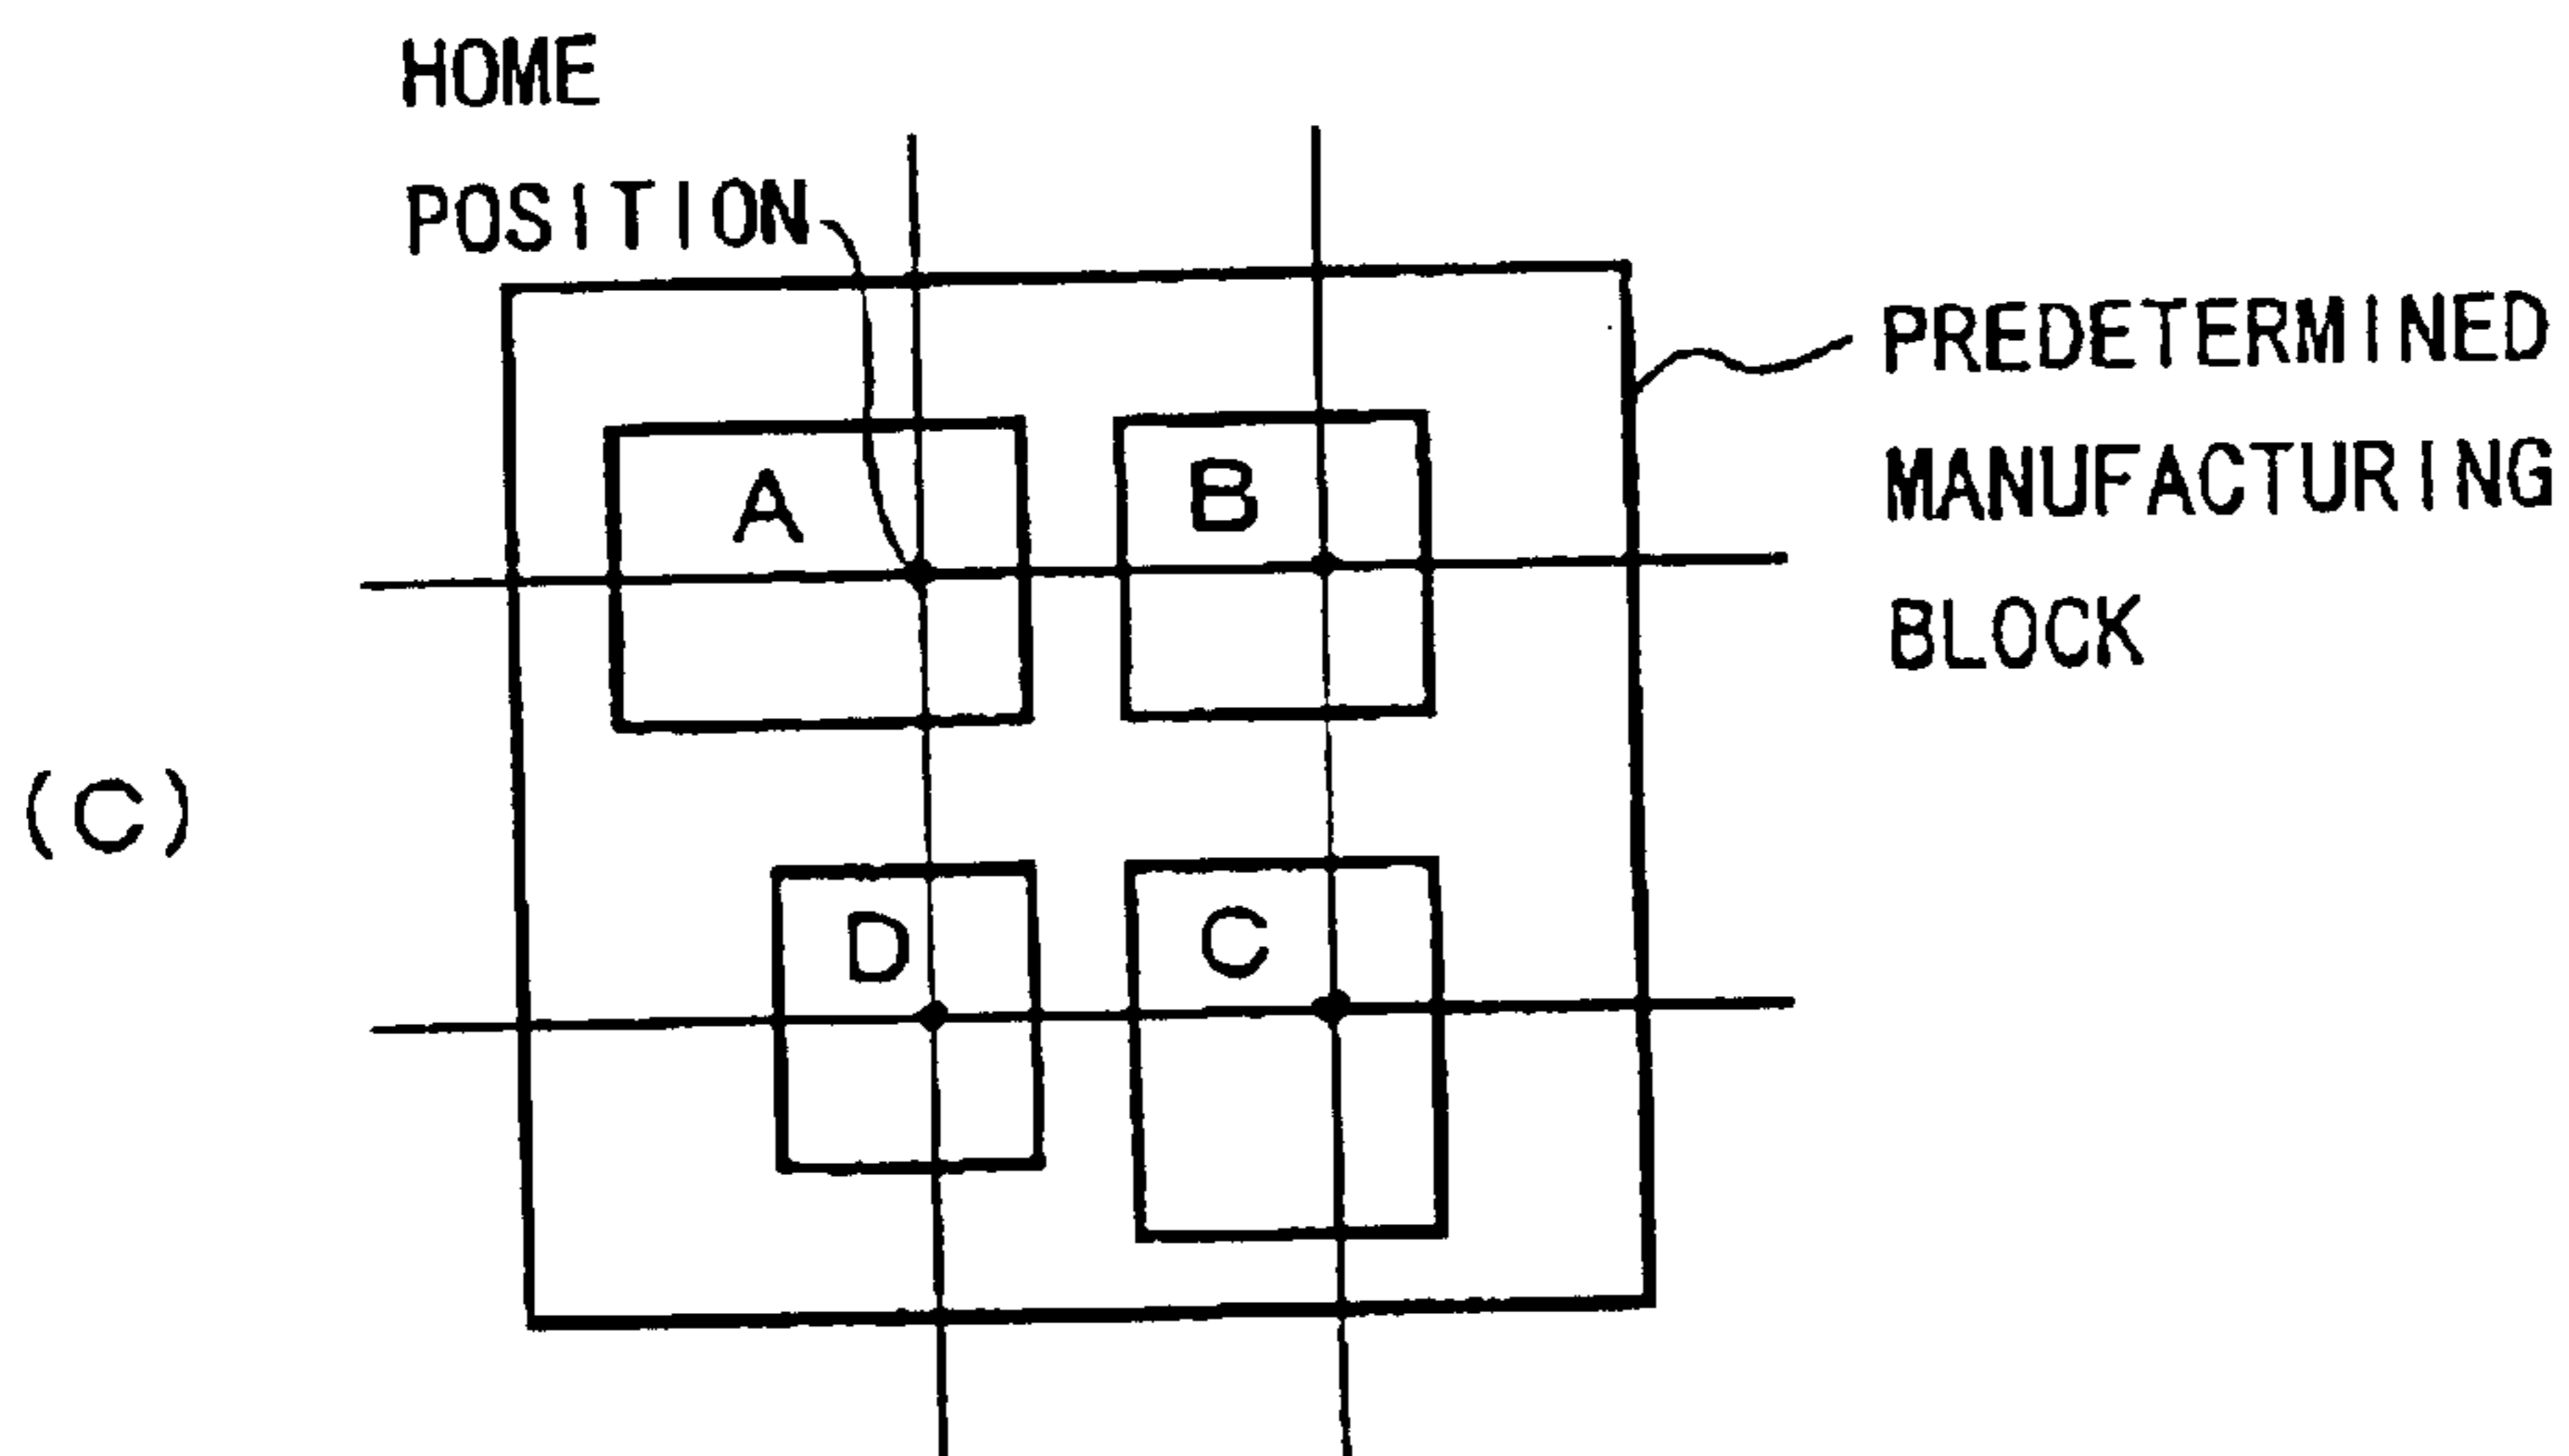 HOME
POSITION
PREDETERMINED
MANUFACTURING
BLOCK
A
B
(C)
D
C